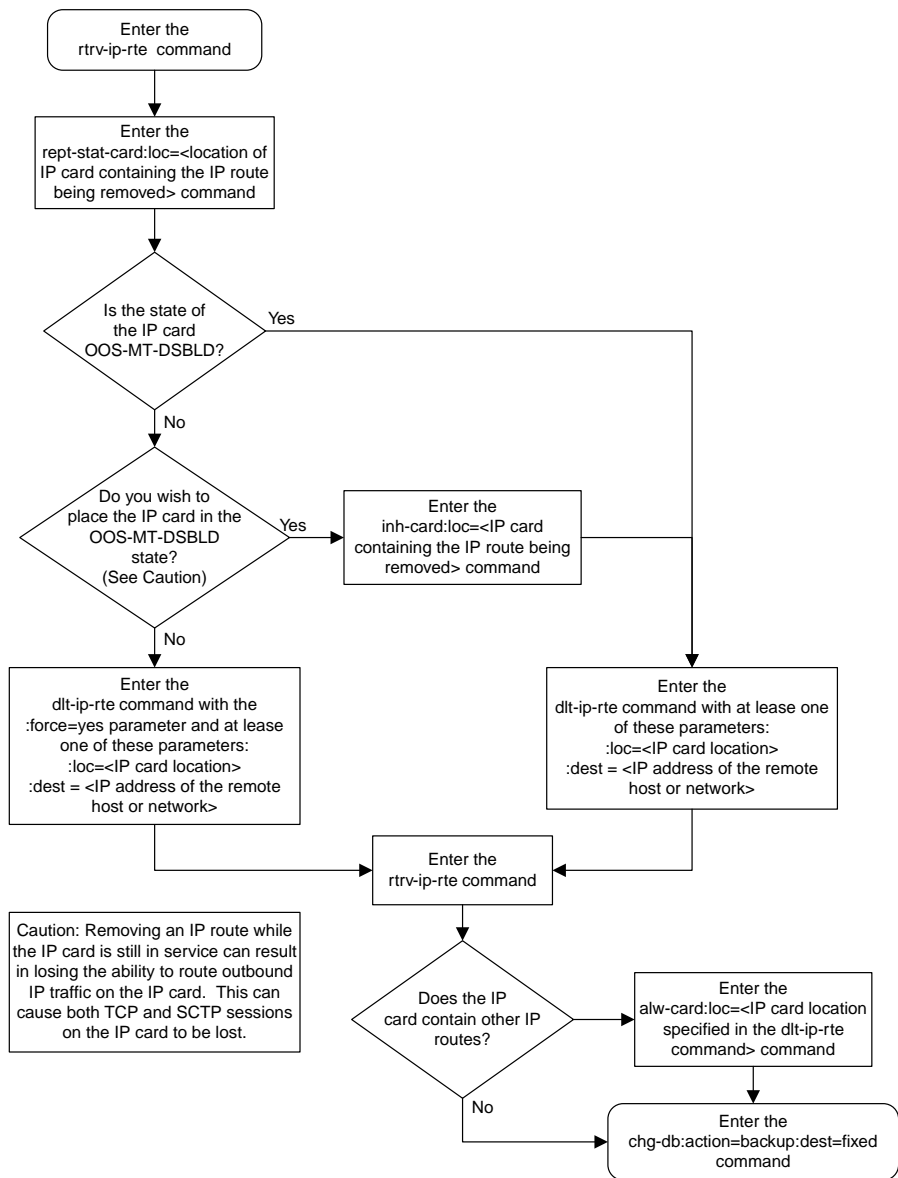 Enter the
rtrv-ip-rte command
Enter the
rept-stat-card:loc=<location of
IP card containing the IP route
being removed> command
Is the state of
the IP card
OOS-MT-DSBLD?
Yes
No
Do you wish to
place the IP card in the
OOS-MT-DSBLD
state?
(See Caution)
Yes
Enter the
inh-card:loc=<IP card
containing the IP route being
removed> command
No
Enter the
dlt-ip-rte command with the
:force=yes parameter and at lease
one of these parameters:
:loc=<IP card location>
:dest = <IP address of the remote
host or network>
Enter the
dlt-ip-rte command with at lease one
of these parameters:
:loc=<IP card location>
:dest = <IP address of the remote
host or network>
Enter the
rtrv-ip-rte command
Caution: Removing an IP route while
the IP card is still in service can result
in losing the ability to route outbound
IP traffic on the IP card. This can
cause both TCP and SCTP sessions
on the IP card to be lost.
Does the IP
card contain other IP
routes?
Enter the
alw-card:loc=<IP card location
specified in the dlt-ip-rte
command> command
No
Enter the
chg-db:action=backup:dest=fixed
command